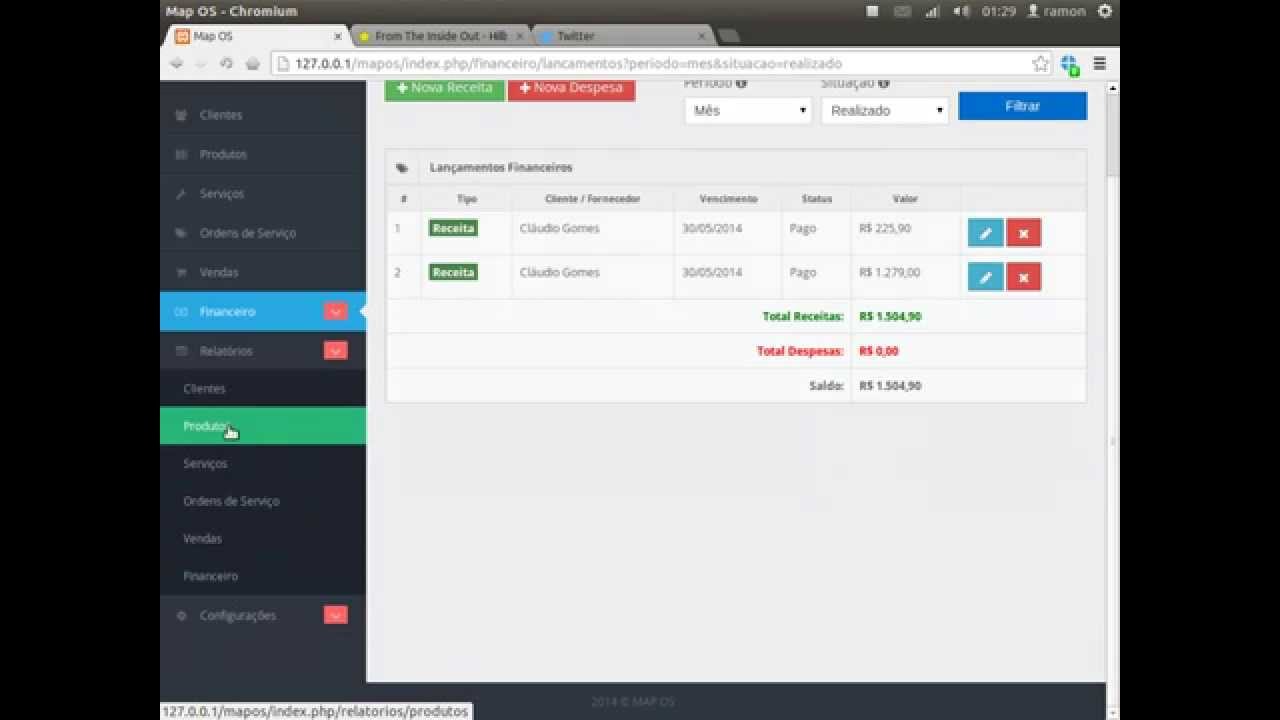 Map OS - Chromium
01:29
ramon
Map OS
From The Inside Out - Hilb
Twitter
127.0.0.1/mapos/index.php/financeiro/lancamentos?periodo=mes&situacao=realizado
Clientes
Produtos
Serviços
Ordens de Serviço
Vendas
Financeiro
Relatórios
Clientes
Produtos
Serviços
Ordens de Serviço
Vendas
Financeiro
Configurações
Nova Receita
Nova Despesa
Período
Situação
Mês
Realizado
Filtrar
Lançamentos Financeiros
# Tipo Cliente / Fornecedor Vencimento Status Valor
1 Receita Cláudio Gomes 30/05/2014 Pago R$ 225,90
2 Receita Cláudio Gomes 30/05/2014 Pago R$ 1.279,00
Total Receitas: R$ 1.504,90
Total Despesas: R$ 0,00
Saldo: R$ 1.504,90
2014 © MAP OS
127.0.0.1/mapos/index.php/relatorios/produtos